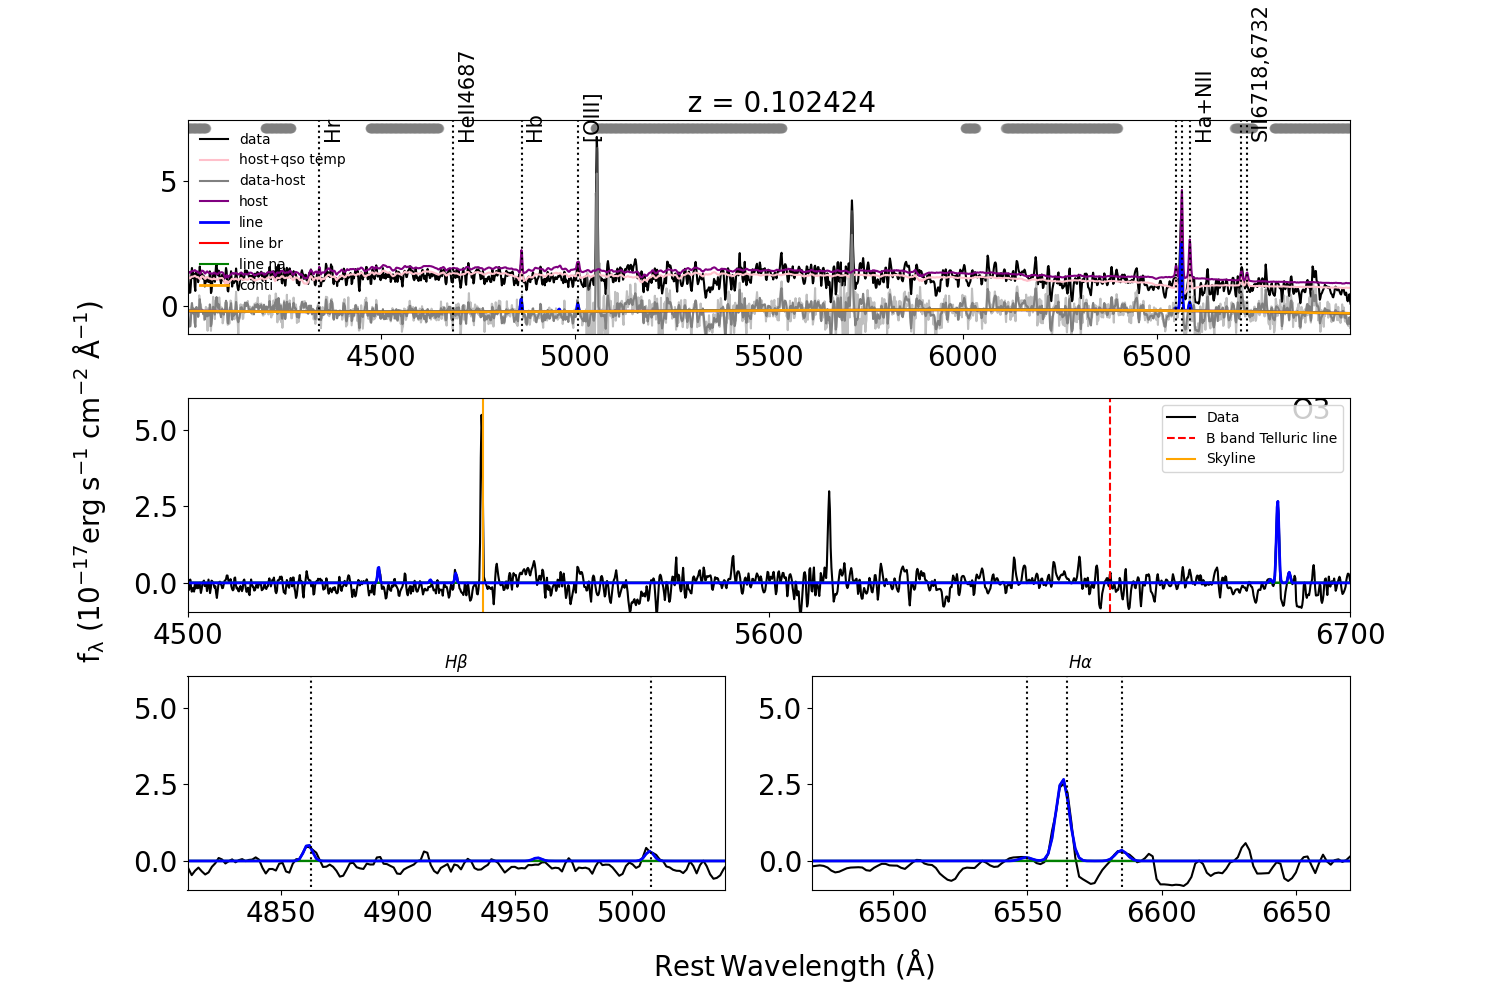 z = 0.102424
Hr
HeII4687
Hb
[OIII]
Ha+NII
SII6718,6732
data
host+qso temp
data-host
host
line
line br
line na
conti
5
0
4500
5000
5500
6000
6500
O3
Data
B band Telluric line
Skyline
5.0
2.5
0.0
4500
5600
6700
fλ (10−17erg s−1 cm−2 Å−1)
Hβ
5.0
2.5
0.0
4850
4900
4950
5000
Hα
5.0
2.5
0.0
6500
6550
6600
6650
Rest Wavelength (Å)